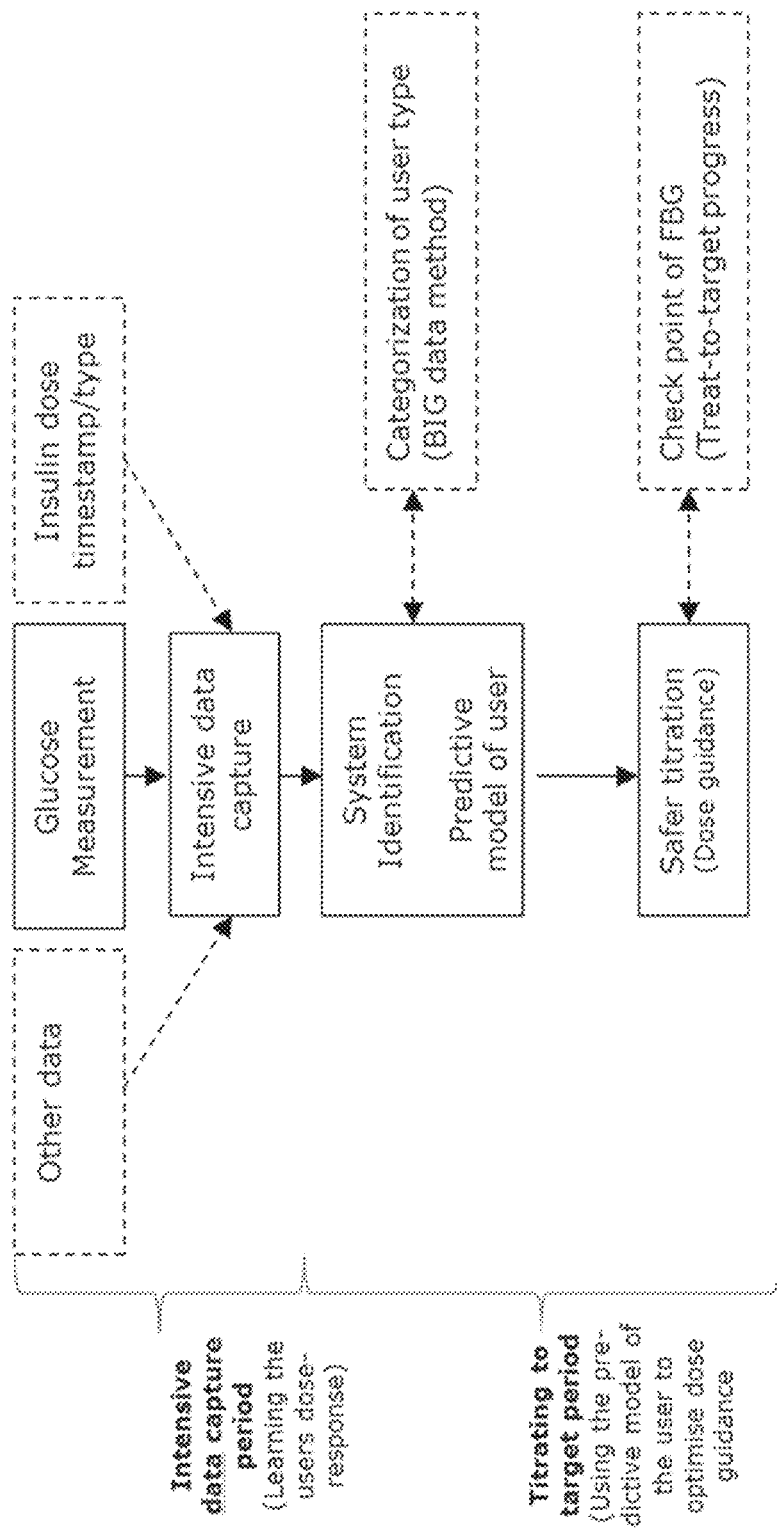 Intensive
data capture
period
(Learning the
users dose-
response)
Other data
Glucose
Measurement
Insulin dose
timestamp/type
Intensive data
capture
Titrating to
target period
(Using the pre-
dictive model of
the user to
optimise dose
guidance
System
Identification
Predictive
model of user
Categorization of user type
(BIG data method)
Safer titration
(Dose guidance)
Check point of FBG
(Treat-to-target progress)